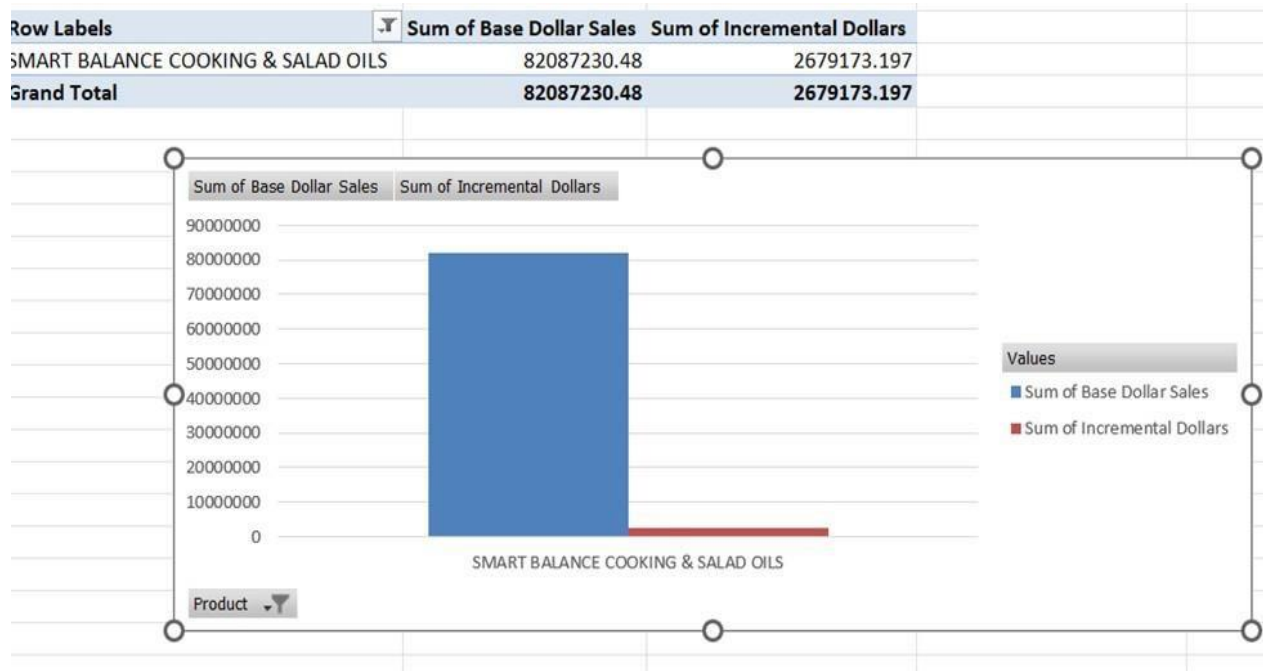 Row Labels Sum of Base Dollar Sales Sum of Incremental Dollars
SMART BALANCE COOKING & SALAD OILS 82087230.48 2679173.197
Grand Total 82087230.48 2679173.197
Sum of Base Dollar Sales Sum of Incremental Dollars
90000000
80000000
70000000
60000000
50000000
40000000
30000000
20000000
10000000
0
SMART BALANCE COOKING & SALAD OILS
Values
Sum of Base Dollar Sales
Sum of Incremental Dollars
Product